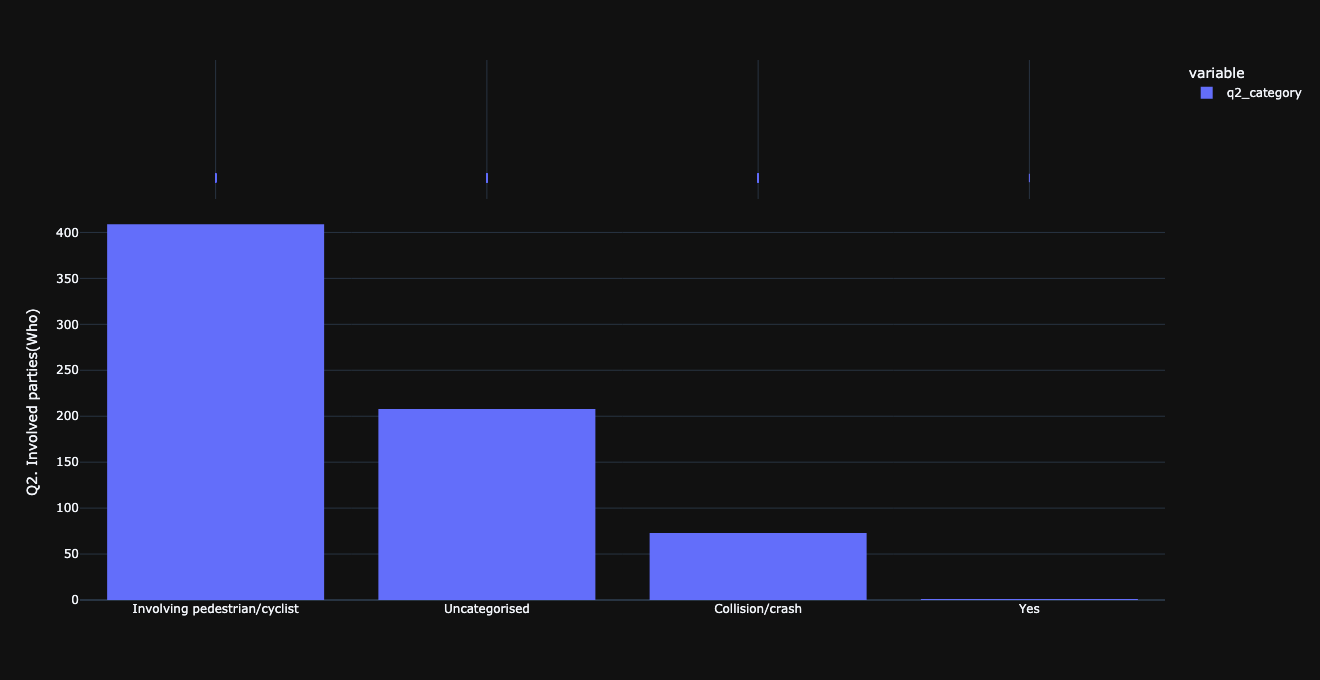 variable
q2_category
400
350
300
250
200
150
100
50
0
Q2. Involved parties(Who)
Involving pedestrian/cyclist
Uncategorised
Collision/crash
Yes